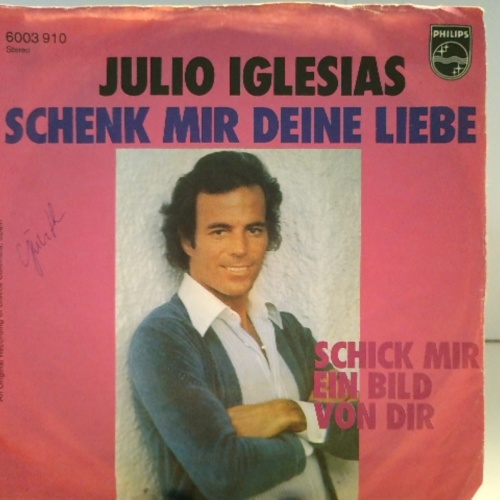 6003 910
Stereo
PHILIPS
JULIO IGLESIAS
SCHENK MIR DEINE LIEBE
SCHICK MIR
EIN BILD
VON DIR